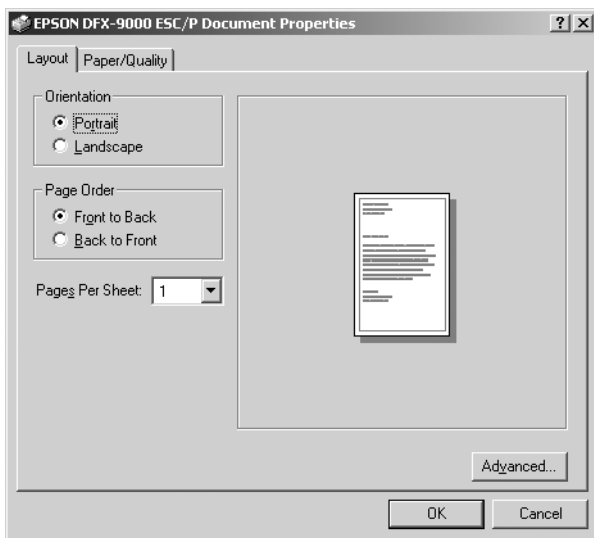 EPSON DFX-9000 ESC/P Document Properties
Layout
Paper/Quality
Orientation
Portrait
Landscape
Page Order
Front to Back
Back to Front
Pages Per Sheet: 1
Advanced...
OK
Cancel